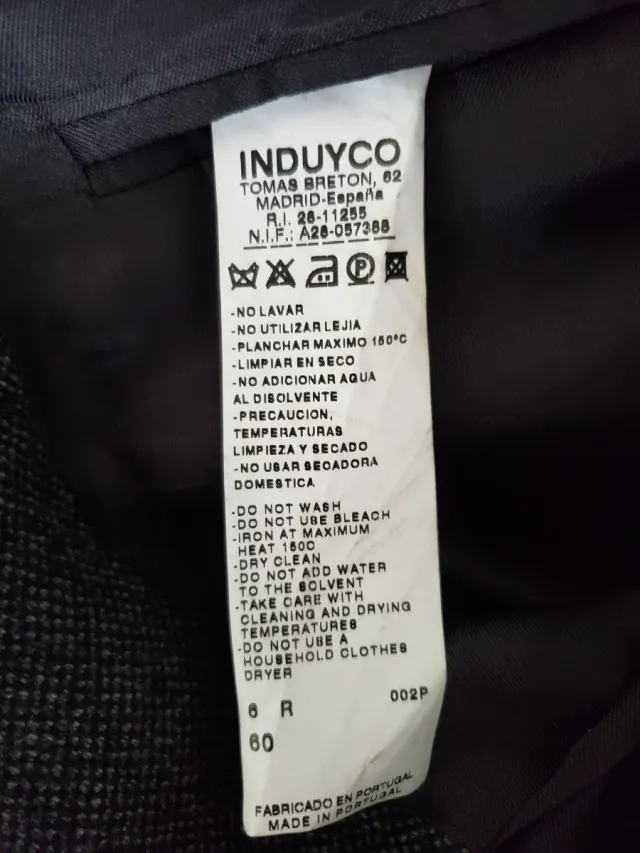 INDUYCO
TOMAS BRETON, 62
MADRID-España
R.I. 28-11255
N.I.F.: A28-057388
P
-NO LAVAR
-NO UTILIZAR LEJIA
-PLANCHAR MAXIMO 150°C
-LIMPIAR EN SECO
-NO ADICIONAR AGUA
AL DISOLVENTE
-PRECAUCION,
TEMPERATURAS
LIMPIEZA Y SECADO
-NO USAR SECADORA
DOMESTICA
-DO NOT WASH
-DO NOT USE BLEACH
-IRON AT MAXIMUM
HEAT 150C
-DRY CLEAN
-DO NOT ADD WATER
TO THE SOLVENT
-TAKE CARE WITH
CLEANING AND DRYING
TEMPERATURES
-DO NOT USE A
HOUSEHOLD CLOTHES
DRYER
6 R 002P
60
FABRICADO EN PORTUGAL
MADE IN PORTUGAL